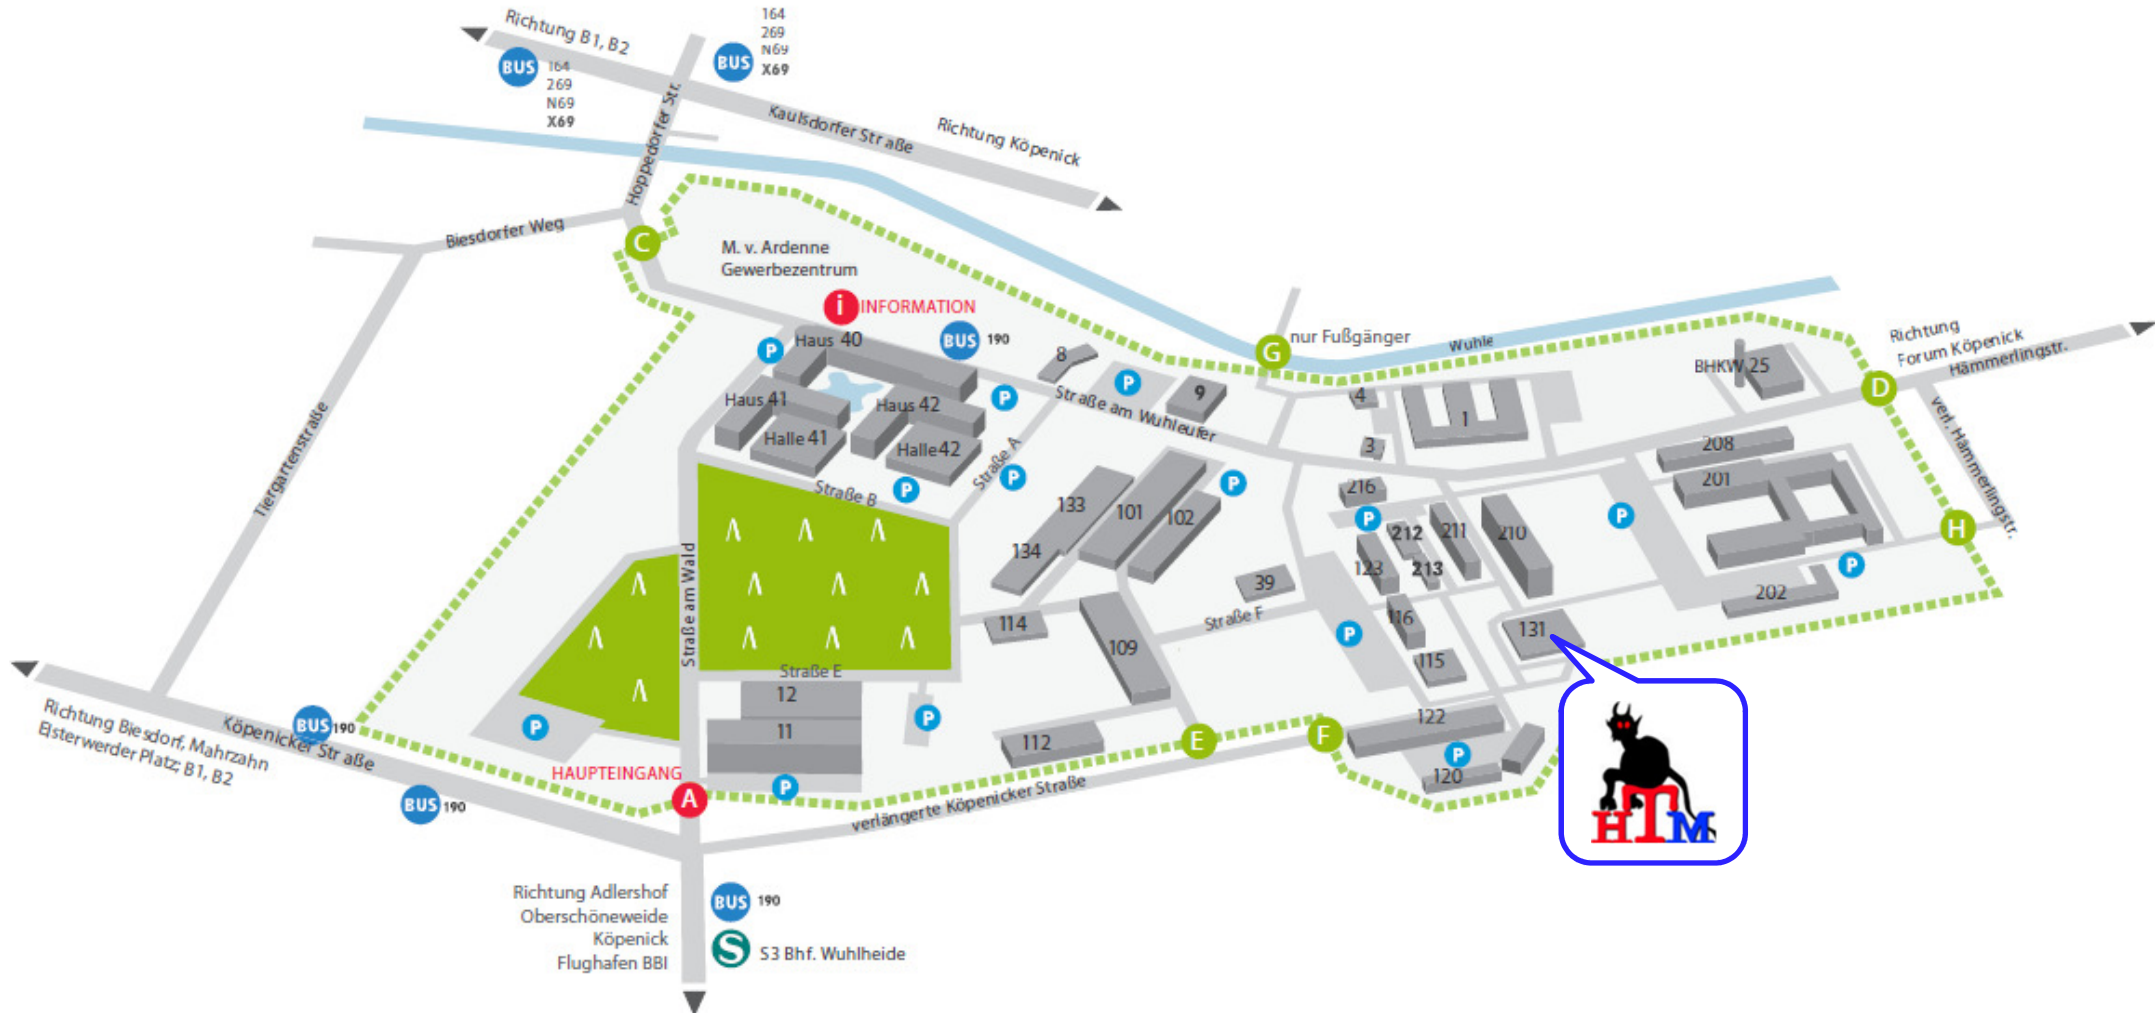 Richtung B1, B2
BUS
164
269
N69
X69
BUS
164
269
N69
X69
Hoppedorfer Str.
Kaulsdorfer Straße
Richtung Köpenick
Biesdorfer Weg
C
M. v. Ardenne
Gewerbezentrum
i INFORMATION
BUS 190
P
Haus 40
Haus 41
Haus 42
Halle 41
Halle 42
8
P
P
9
G
nur Fußgänger
Wuhle
Richtung
Forum Köpenick
Hämmerlingstr.
BHKW 25
D
verl. Hämmerlingstr.
Straße am Wuhleufer
4
1
3
208
201
Straße A
P
P
Straße B
133
101
102
134
P
216
P
212
211
210
213
123
P
H
P
202
39
Straße F
116
P
131
115
114
109
Tiergartenstraße
Straße am Wald
Straße E
12
11
P
P
P
112
E
F
122
P
120
HTM
Richtung Biesdorf, Mahrzahn
Elsterwerder Platz; B1, B2
BUS 190
Köpenicker Straße
BUS 190
HAUPTEINGANG
A
verlängerte Köpenicker Straße
Richtung Adlershof
Oberschöneweide
Köpenick
Flughafen BBI
BUS 190
S S3 Bhf. Wuhlheide